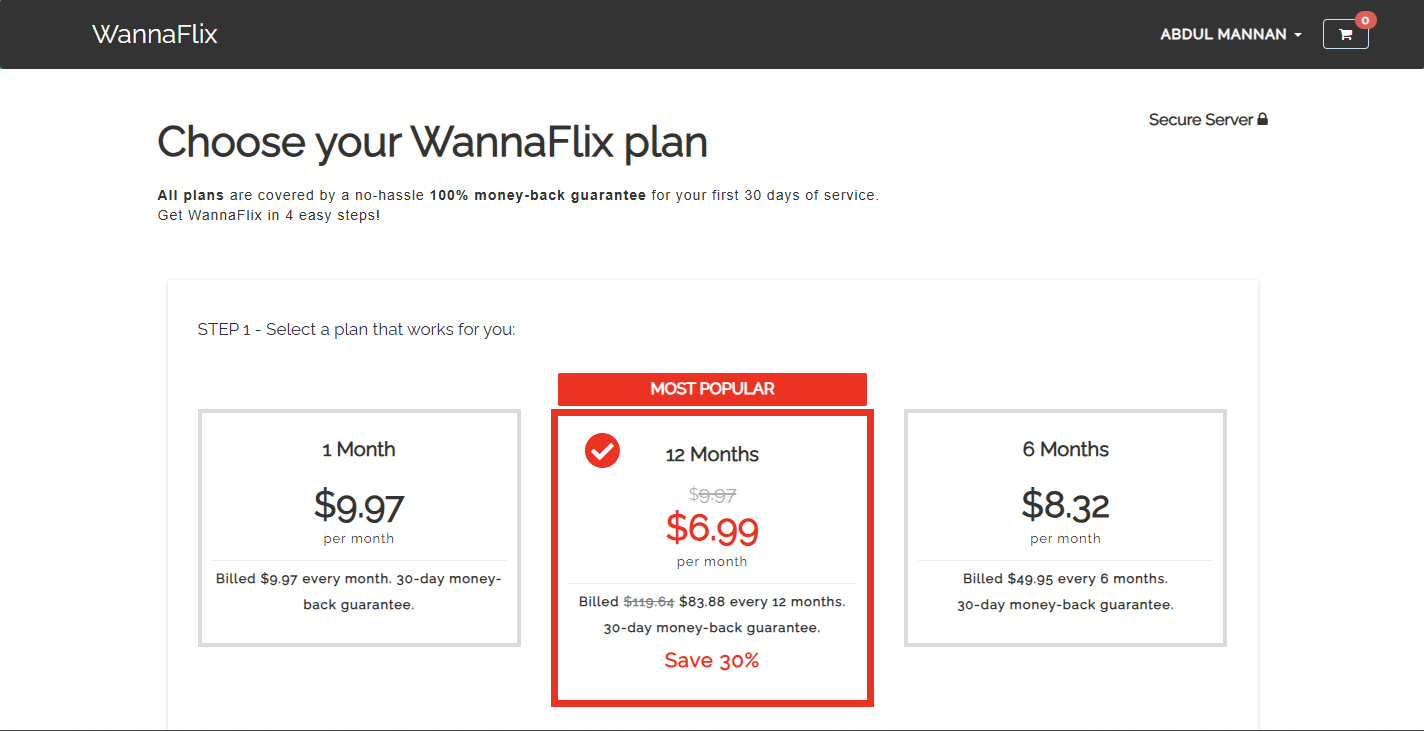 WannaFlix
ABDUL MANNAN
0
Secure Server
Choose your WannaFlix plan
All plans are covered by a no-hassle 100% money-back guarantee for your first 30 days of service.
Get WannaFlix in 4 easy steps!
STEP 1 - Select a plan that works for you:
1 Month
$9.97
per month
Billed $9.97 every month. 30-day money-
back guarantee.
MOST POPULAR
12 Months
$9.97
$6.99
per month
Billed $119.64 $83.88 every 12 months.
30-day money-back guarantee.
Save 30%
6 Months
$8.32
per month
Billed $49.95 every 6 months.
30-day money-back guarantee.